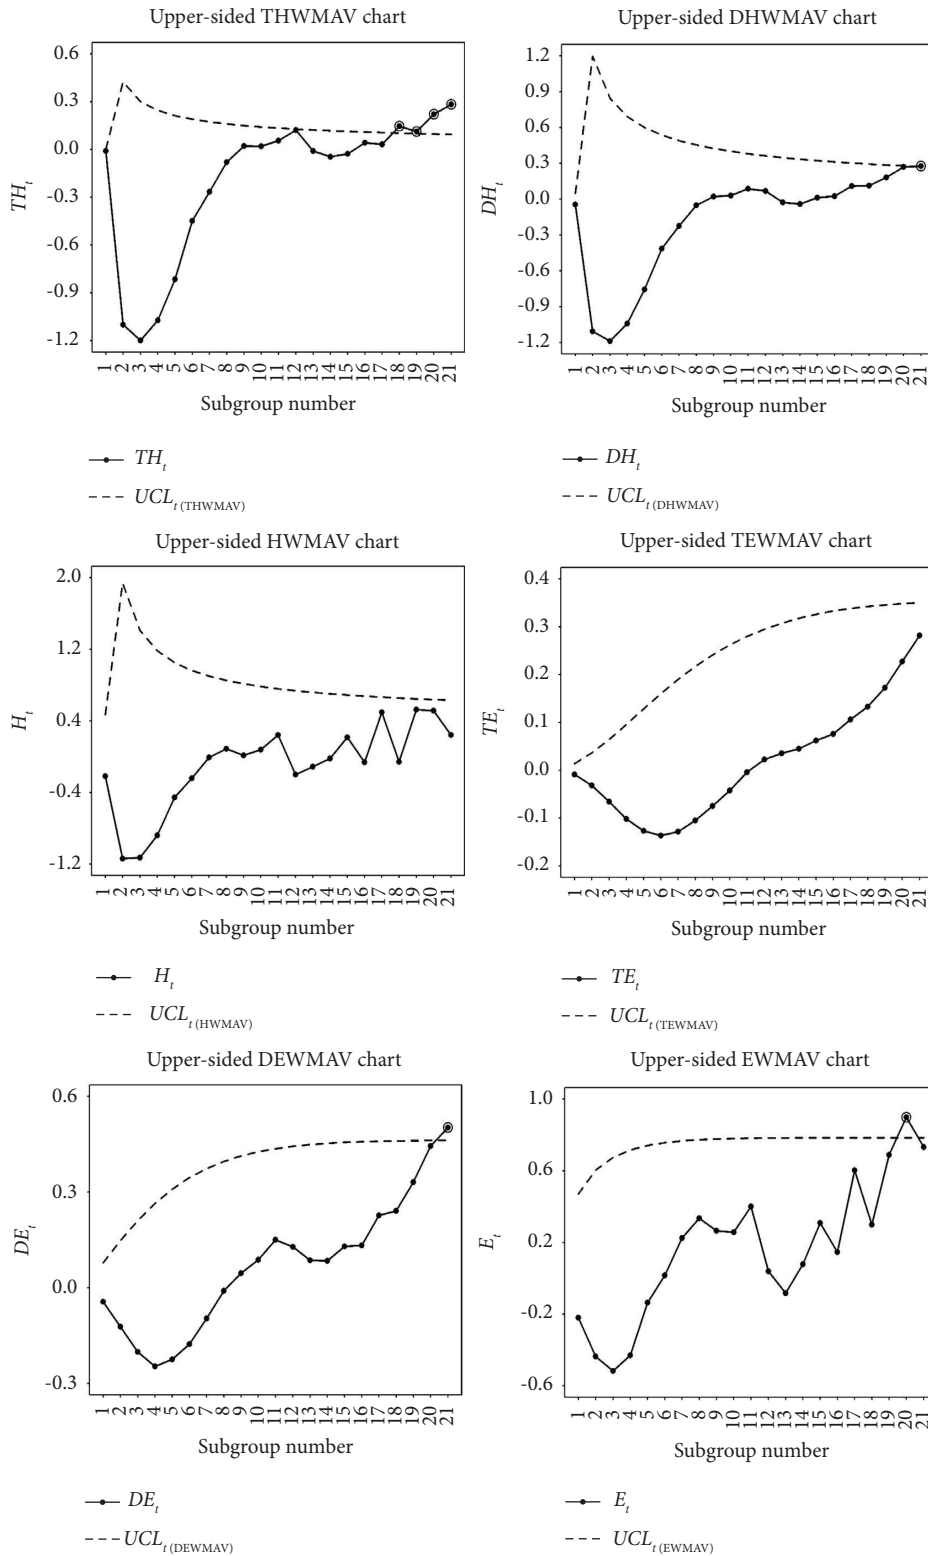 Upper-sided THWMAV chart
0.6
0.3
0.0
-0.3
-0.6
-0.9
-1.2
TH_t
1 2 3 4 5 6 7 8 9 10 11 12 13 14 15 16 17 18 19 20 21
Subgroup number
TH_t
UCL_t (THWMAV)
Upper-sided DHWMAV chart
1.2
0.9
0.6
0.3
0.0
-0.3
-0.6
-0.9
-1.2
DH_t
1 2 3 4 5 6 7 8 9 10 11 12 13 14 15 16 17 18 19 20 21
Subgroup number
DH_t
UCL_t (DHWMAV)
Upper-sided HWMAV chart
2.0
1.2
0.4
-0.4
-1.2
H_t
1 2 3 4 5 6 7 8 9 10 11 12 13 14 15 16 17 18 19 20 21
Subgroup number
H_t
UCL_t (HWMAV)
Upper-sided TEWMAV chart
0.4
0.3
0.2
0.1
0.0
-0.1
-0.2
TE_t
1 2 3 4 5 6 7 8 9 10 11 12 13 14 15 16 17 18 19 20 21
Subgroup number
TE_t
UCL_t (TEWMAV)
Upper-sided DEWMAV chart
0.6
0.3
0.0
-0.3
DE_t
1 2 3 4 5 6 7 8 9 10 11 12 13 14 15 16 17 18 19 20 21
Subgroup number
DE_t
UCL_t (DEWMAV)
Upper-sided EWMAV chart
1.0
0.6
0.2
-0.2
-0.6
E_t
1 2 3 4 5 6 7 8 9 10 11 12 13 14 15 16 17 18 19 20 21
Subgroup number
E_t
UCL_t (EWMAV)